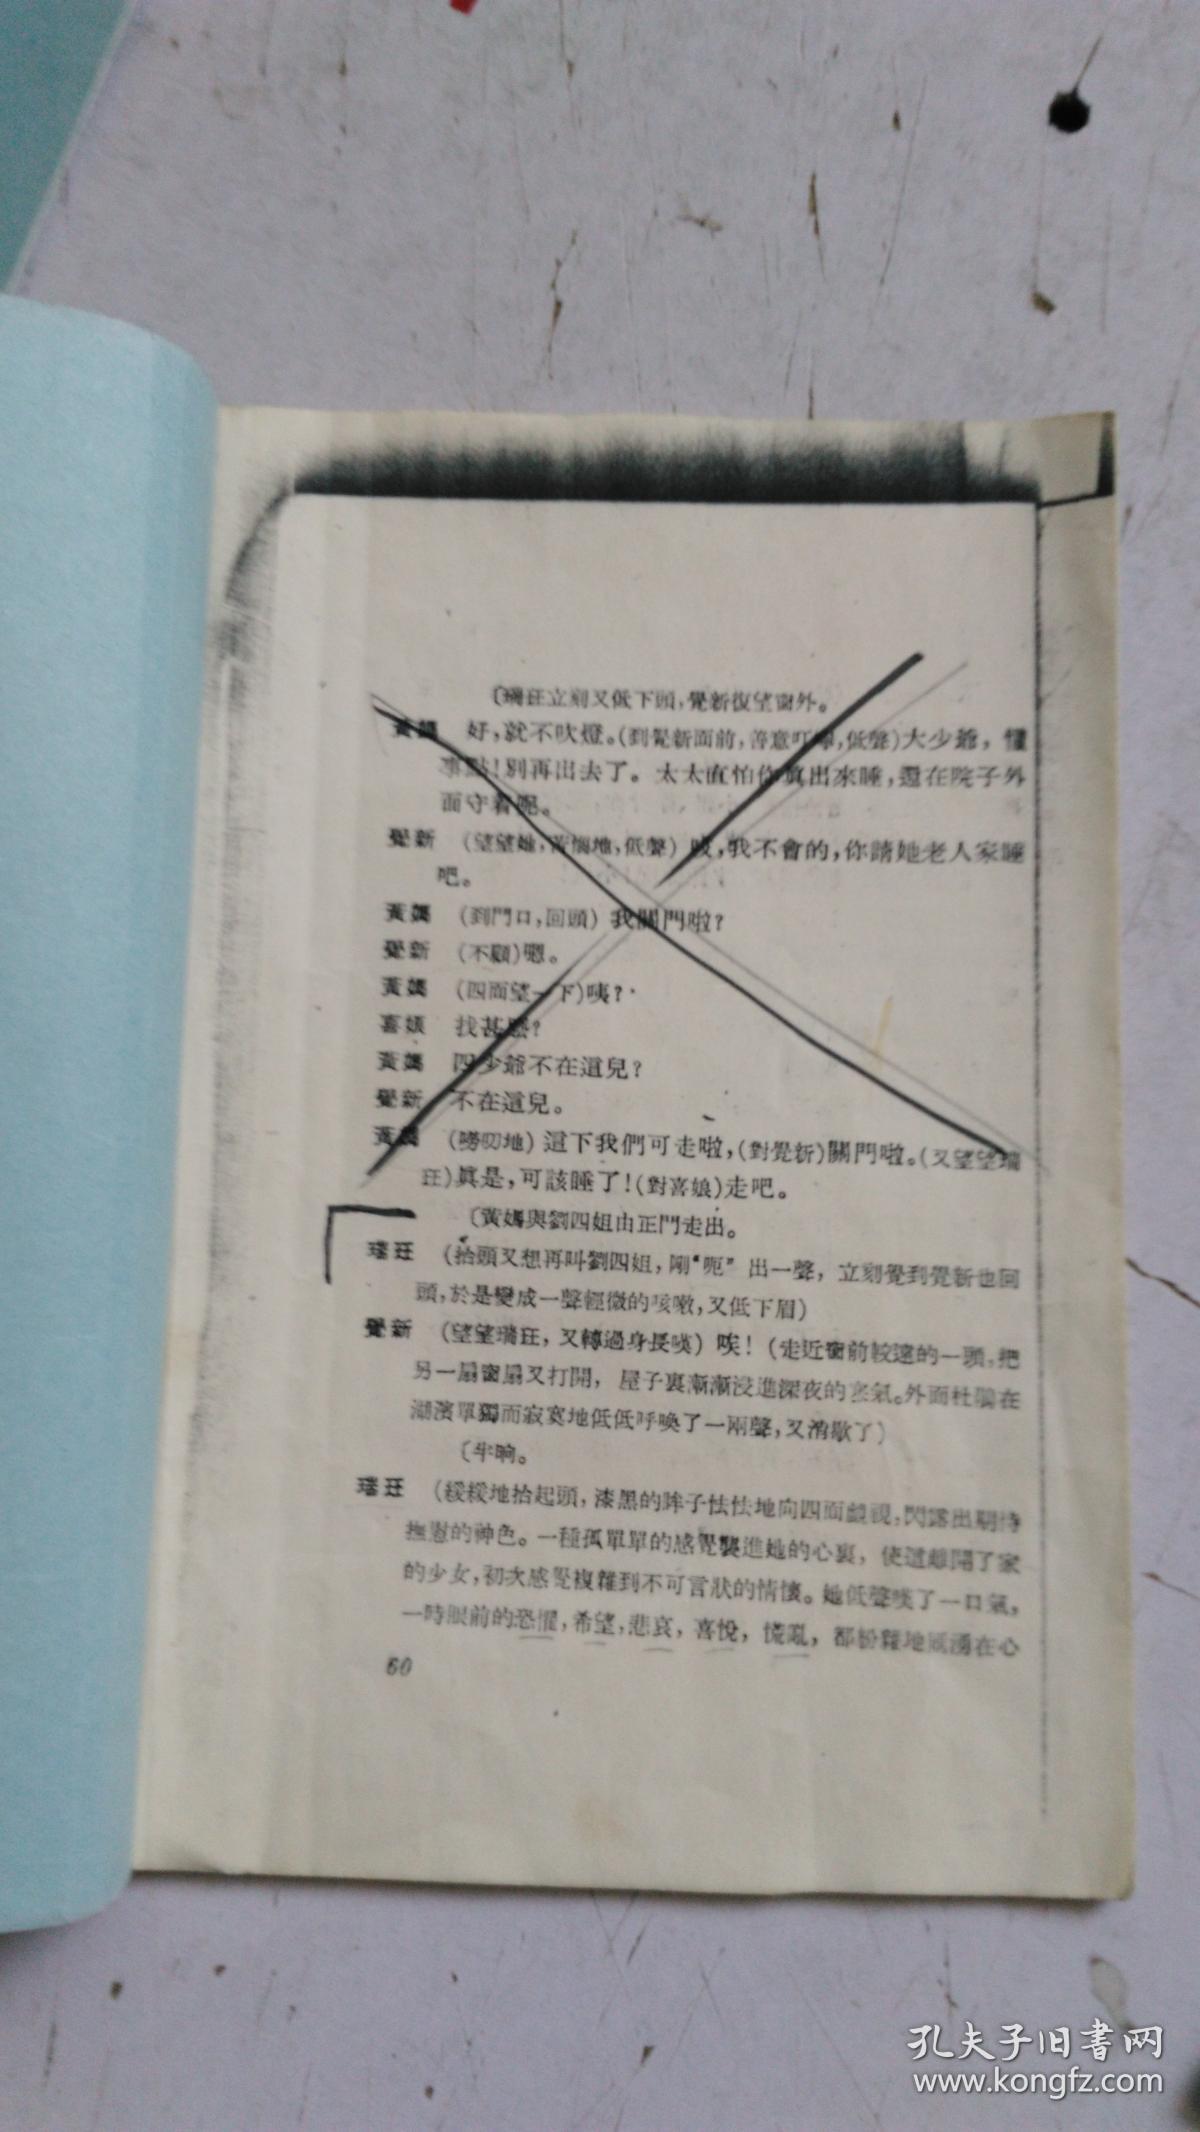 〔瑞珏立刻又低下頭，覺新復望窗外。
黃媽 好，就不吹燈。(到覺新面前，善意叮嚀，低聲)大少爺，懂
事點！別再出去了。太太直怕你真出來睡，還在院子外
面守着呢。
覺新 (望望她，苦惱地，低聲) 咳，我不會的，你請她老人家睡
吧。
黃媽 (到門口，回頭) 我關門啦？
覺新 (不顧)嗯。
黃媽 (四面望一下)咦？
喜娘 找甚麼？
黃媽 四少爺不在這兒？
覺新 不在這兒。
黃媽 (嘮叨地) 這下我們可走啦，(對覺新)關門啦。(又望望瑞
珏)真是，可該睡了！(對喜娘)走吧。
〔黃媽與劉四姐由正門走出。
瑞珏 (抬頭又想再叫劉四姐，剛“呃”出一聲，立刻覺到覺新也回
頭，於是變成一聲輕微的咳嗽，又低下眉)
覺新 (望望瑞珏，又轉過身長嘆) 唉！(走近窗前較遠的一頭，把
另一扇窗扇又打開，屋子裏漸漸浸進深夜的寒氣。外面杜鵑在
湖濱單獨而寂寞地低低呼喚了一兩聲，又消歇了)
〔半晌。
瑞珏 (緩緩地抬起頭，漆黑的眸子怯怯地向四面覷視，閃露出期待
撫慰的神色。一種孤單單的感覺襲進她的心裏，使這離開了家
的少女，初次感覺複雜到不可言狀的情懷。她低聲嘆了一口氣，
一時眼前的恐懼，希望，悲哀，喜悅，慌亂，都紛雜地湧在心
60
孔夫子旧书网
www.kongfz.com